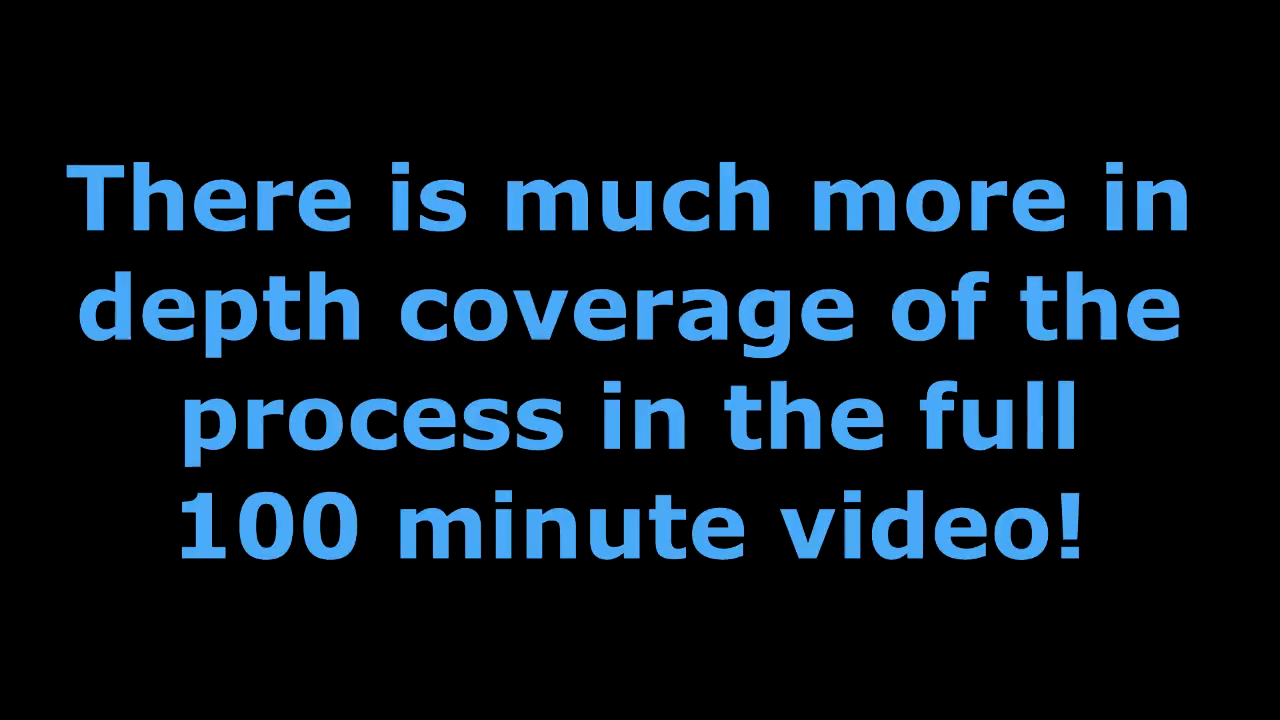 There is much more in
depth coverage of the
process in the full
100 minute video!